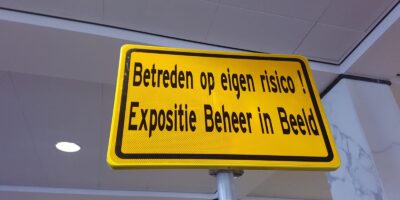 Betreden op eigen risico !
Expositie Beheer in Beeld